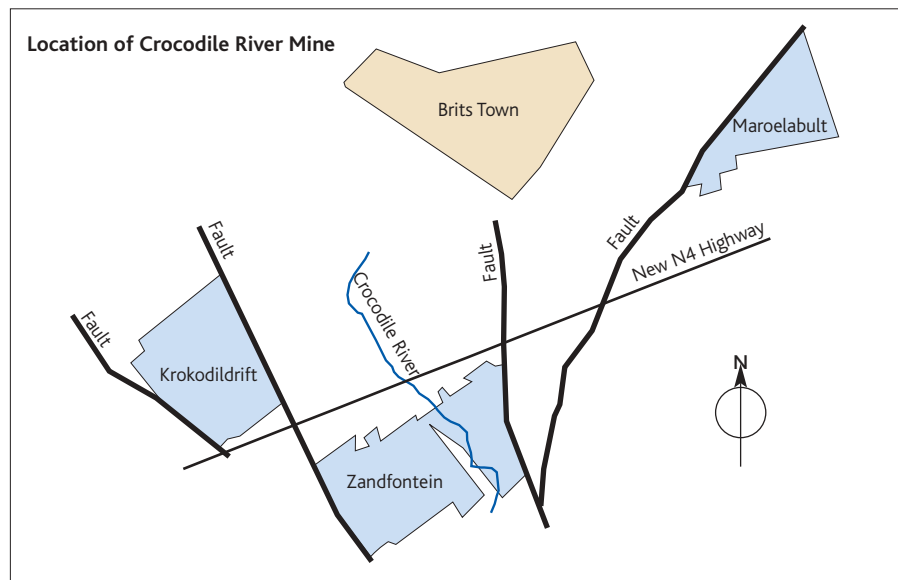 Location of Crocodile River Mine
Brits Town
Maroelabult
Fault
Fault
Fault
Fault
New N4 Highway
Crocodile River
Krokodildrift
Zandfontein
N